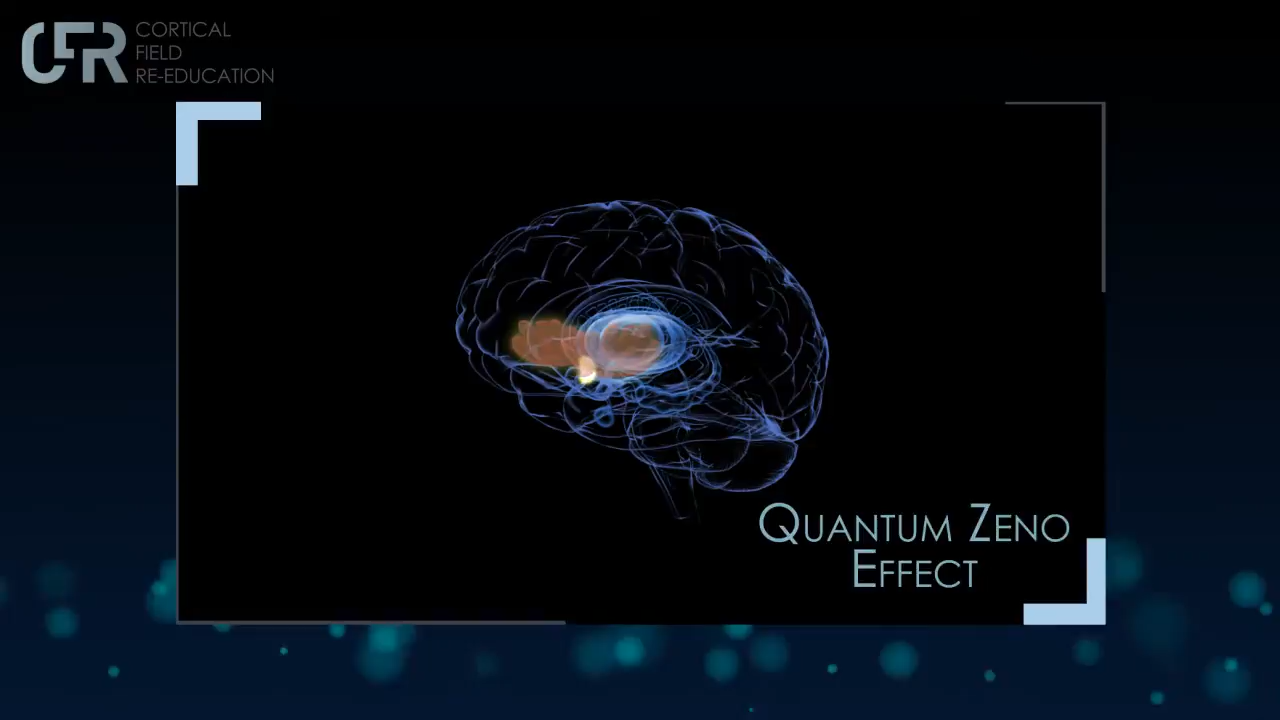 CFR
CORTICAL
FIELD
RE-EDUCATION
QUANTUM ZENO
EFFECT